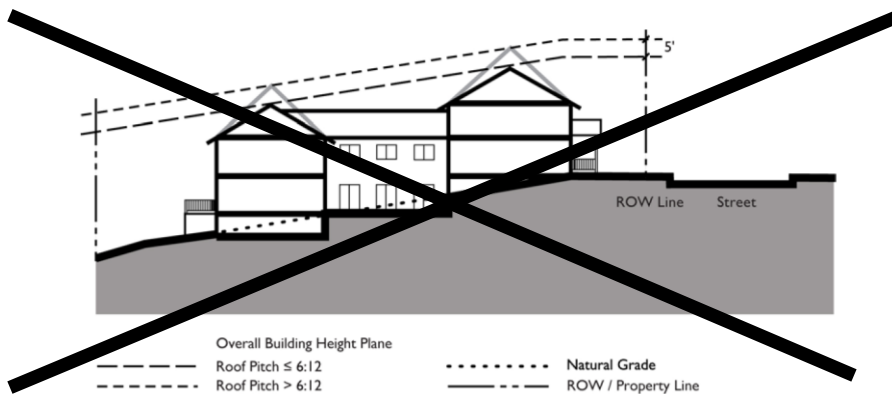 5'
ROW Line
Street
Overall Building Height Plane
Roof Pitch ≤ 6:12
Roof Pitch > 6:12
Natural Grade
ROW / Property Line